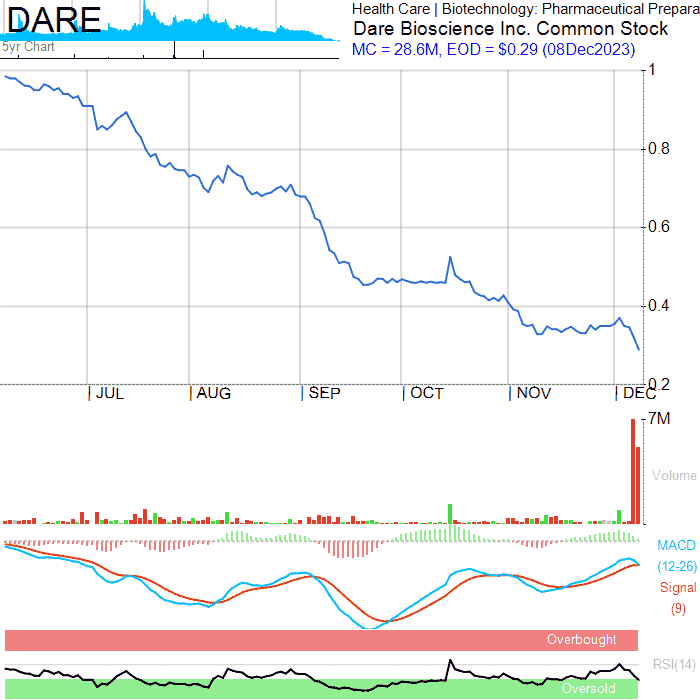 DARE
5yr Chart
Health Care | Biotechnology: Pharmaceutical Prepara
Dare Bioscience Inc. Common Stock
MC = 28.6M, EOD = $0.29 (08Dec2023)
1
0.8
0.6
0.4
0.2
JUL AUG SEP OCT NOV DEC
7M
Volume
MACD
(12-26)
Signal
(9)
Overbought
RSI(14)
Oversold